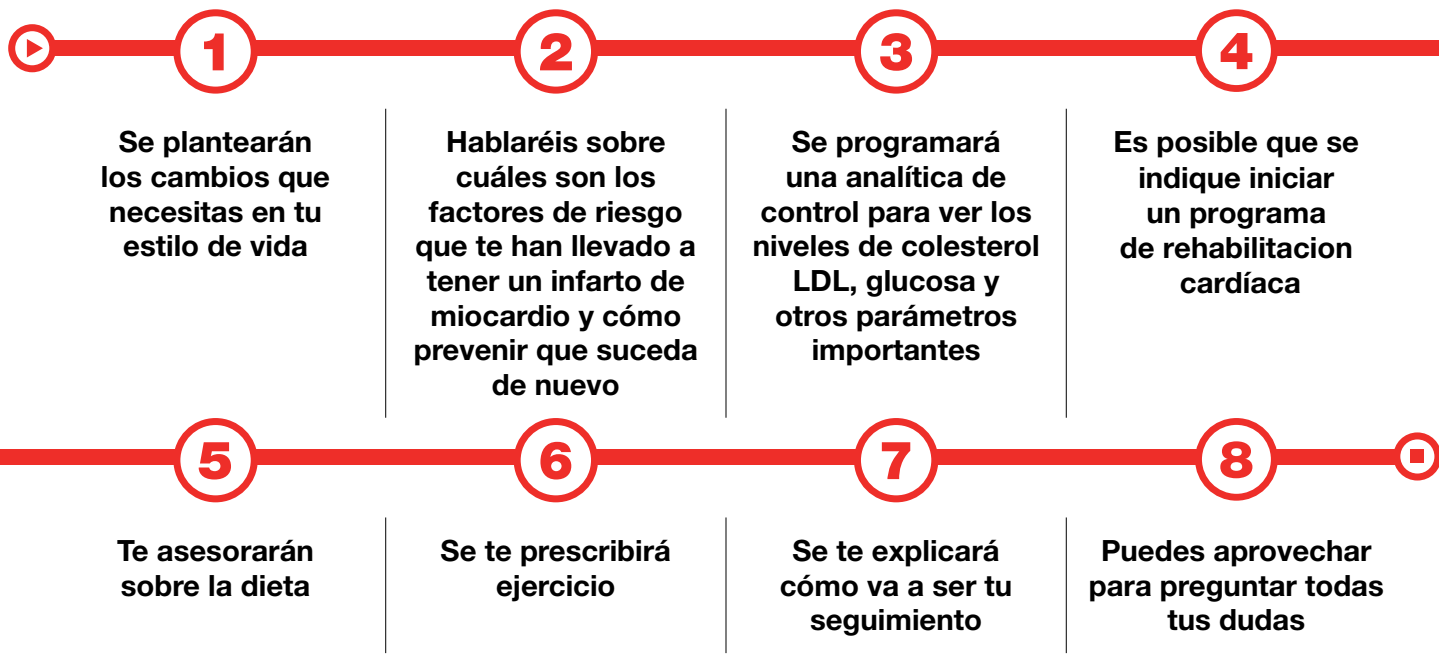 1
Se plantearán
los cambios que
necesitas en tu
estilo de vida
2
Hablaréis sobre
cuáles son los
factores de riesgo
que te han llevado a
tener un infarto de
miocardio y cómo
prevenir que suceda
de nuevo
3
Se programará
una analítica de
control para ver los
niveles de colesterol
LDL, glucosa y
otros parámetros
importantes
4
Es posible que se
indique iniciar
un programa
de rehabilitacion
cardíaca
5
Te asesorarán
sobre la dieta
6
Se te prescribirá
ejercicio
7
Se te explicará
cómo va a ser tu
seguimiento
8
Puedes aprovechar
para preguntar todas
tus dudas